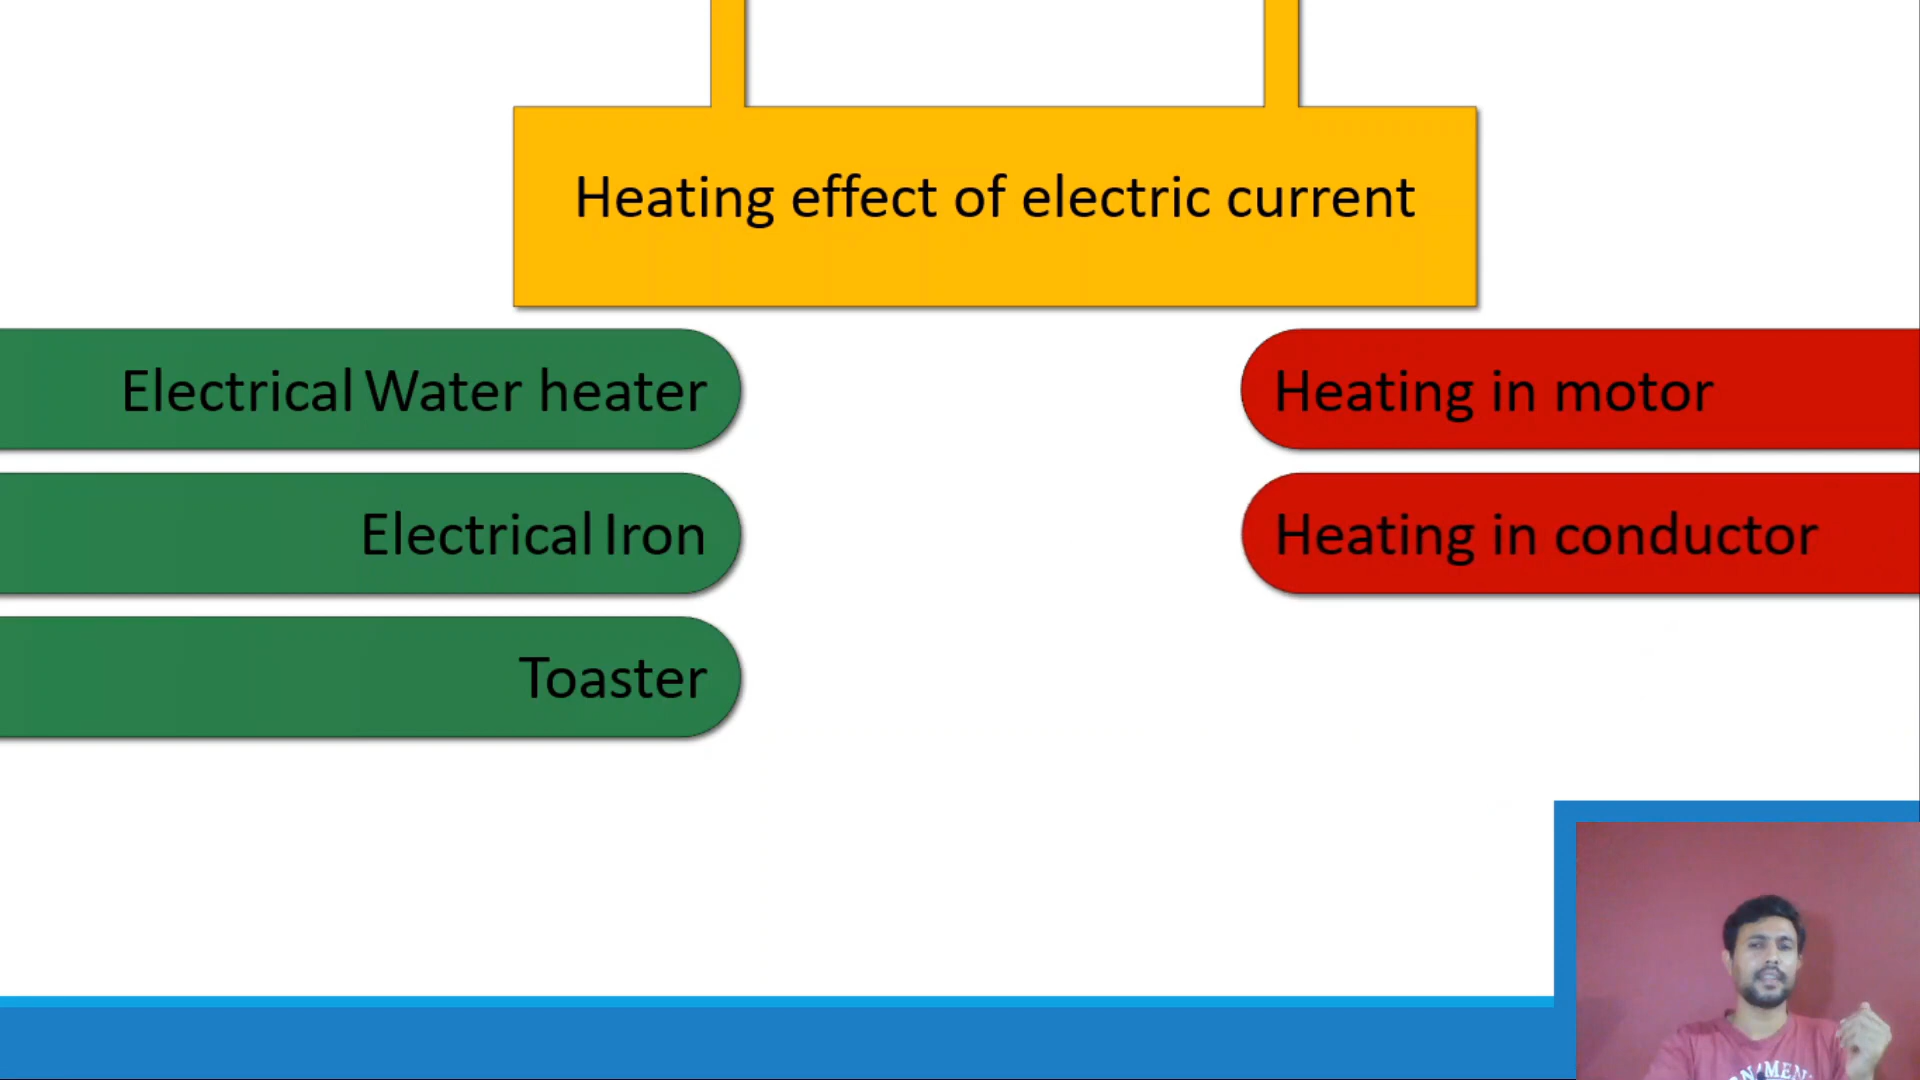 Heating effect of electric current
Electrical Water heater
Heating in motor
Electrical Iron
Heating in conductor
Toaster